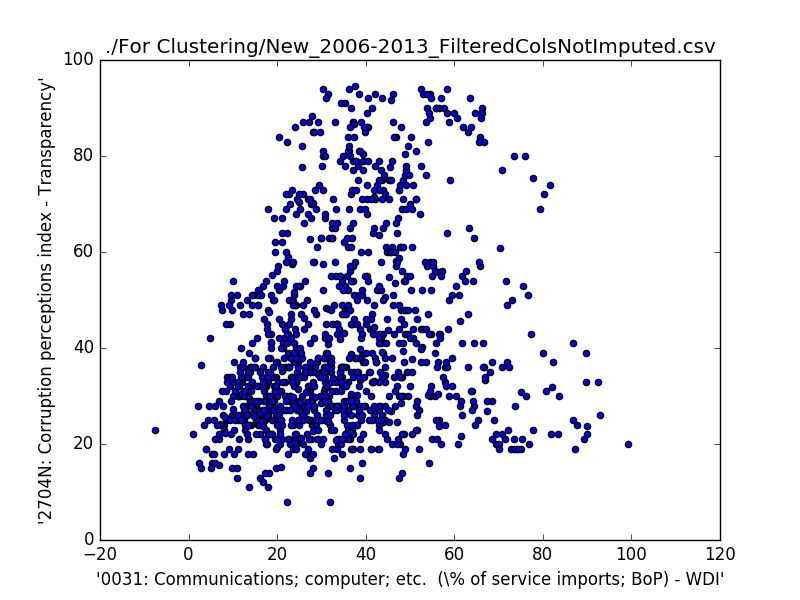 ./For Clustering/New_2006-2013_FilteredColsNotImputed.csv
100
80
60
40
20
0
'2704N: Corruption perceptions index - Transparency'
−20 0 20 40 60 80 100 120
'0031: Communications; computer; etc. (\% of service imports; BoP) - WDI'